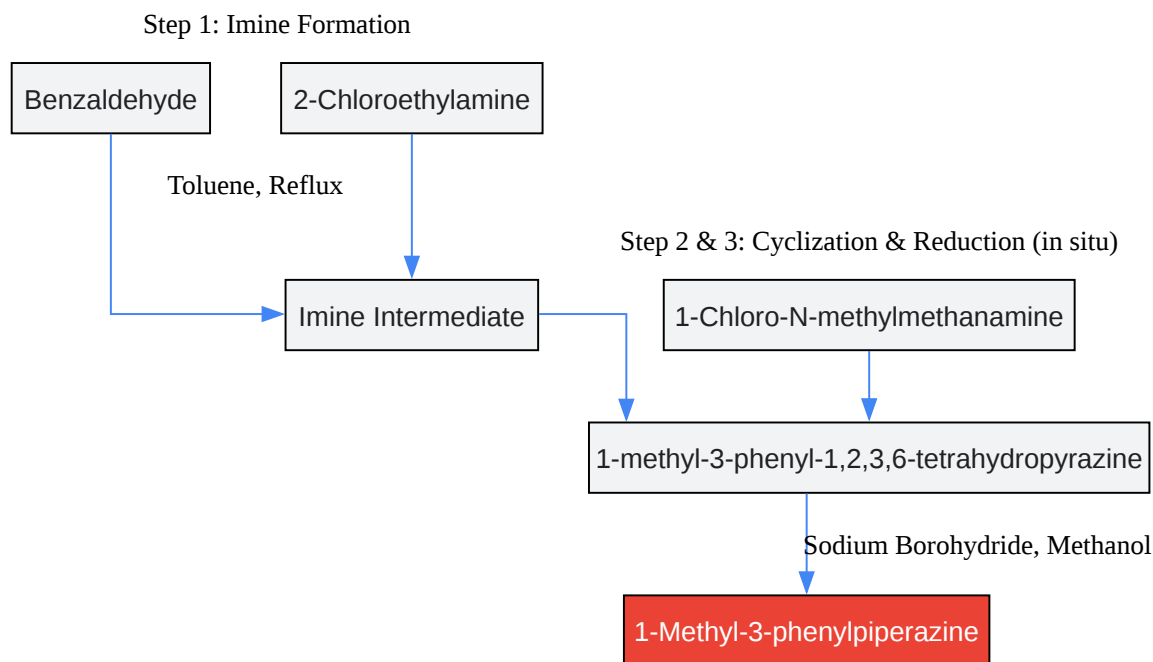 Step 1: Imine Formation
Benzaldehyde
2-Chloroethylamine
Toluene, Reflux
Step 2 & 3: Cyclization & Reduction (in situ)
Imine Intermediate
1-Chloro-N-methylmethanamine
1-methyl-3-phenyl-1,2,3,6-tetrahydropyrazine
Sodium Borohydride, Methanol
1-Methyl-3-phenylpiperazine